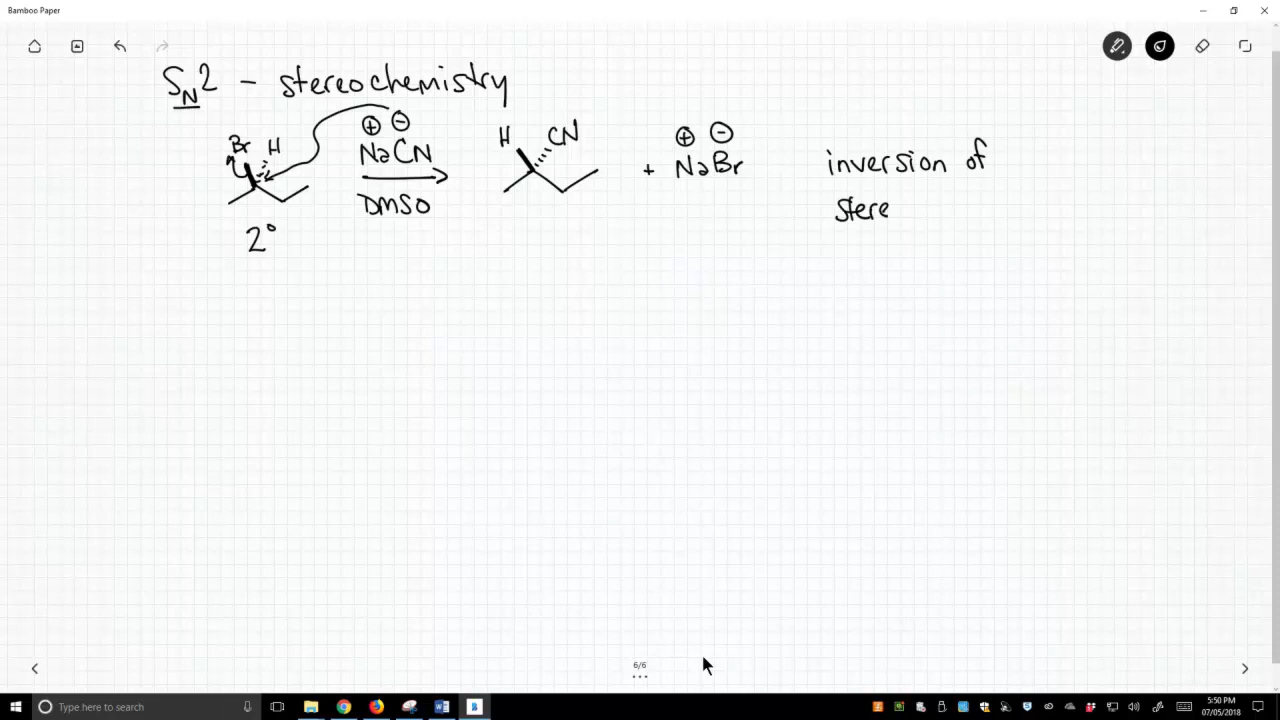 Bamboo Paper
SN2 - stereochemistry
Br H
⊕ ⊖
NaCN
DMSO
2°
H CN
+
⊕ ⊖
NaBr
inversion of
stere
6/6
Type here to search
5:50 PM
07/05/2018